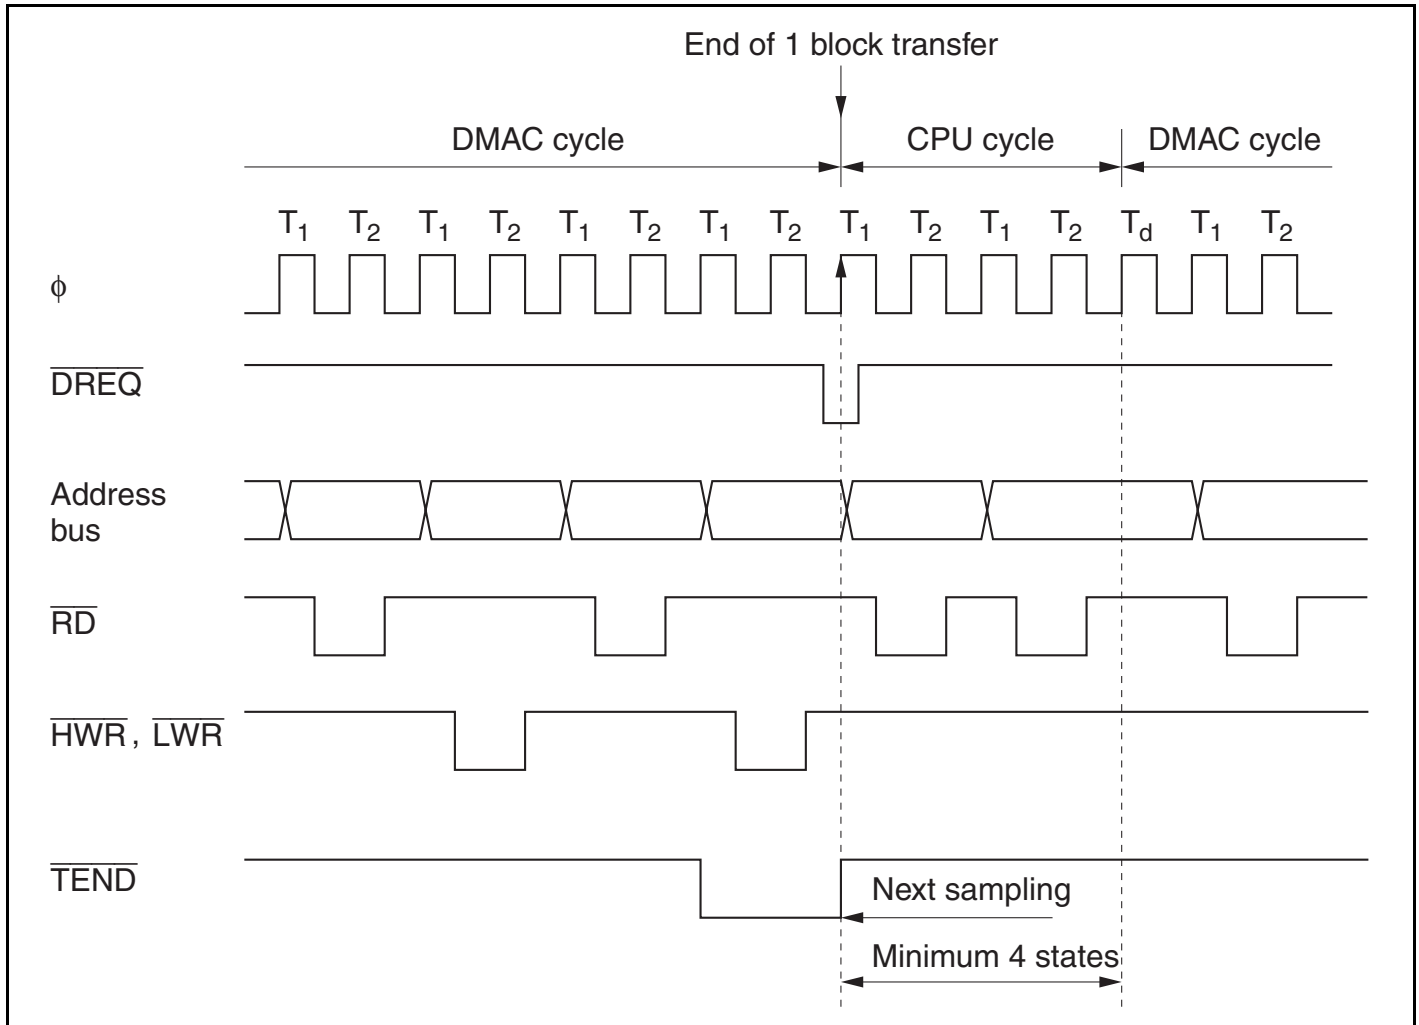 End of 1 block transfer
DMAC cycle CPU cycle DMAC cycle
T1 T2 T1 T2 T1 T2 T1 T2 T1 T2 T1 T2 Td T1 T2
ϕ
DREQ
Address
bus
RD
HWR, LWR
TEND
Next sampling
Minimum 4 states